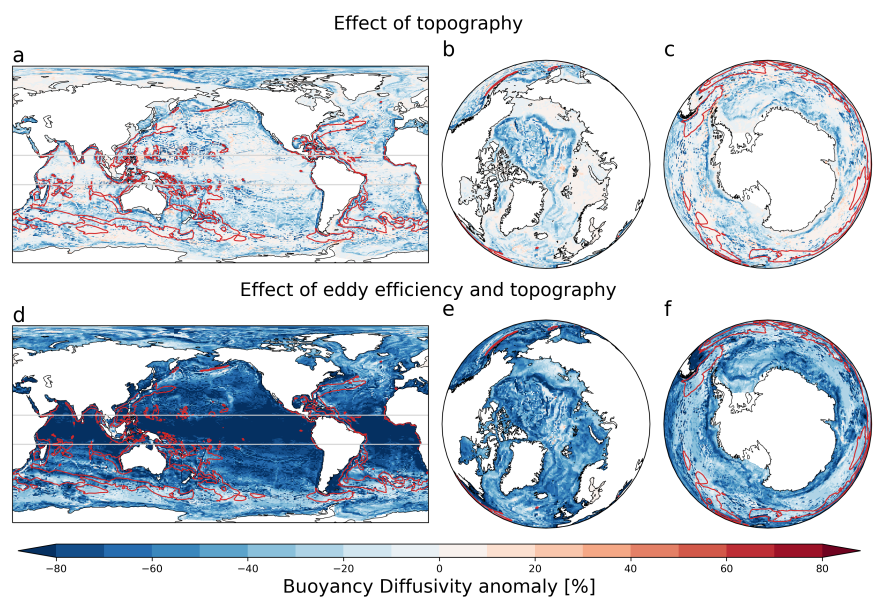 Effect of topography
a
b
c
Effect of eddy efficiency and topography
d
e
f
−80 −60 −40 −20 0 20 40 60 80
Buoyancy Diffusivity anomaly [%]